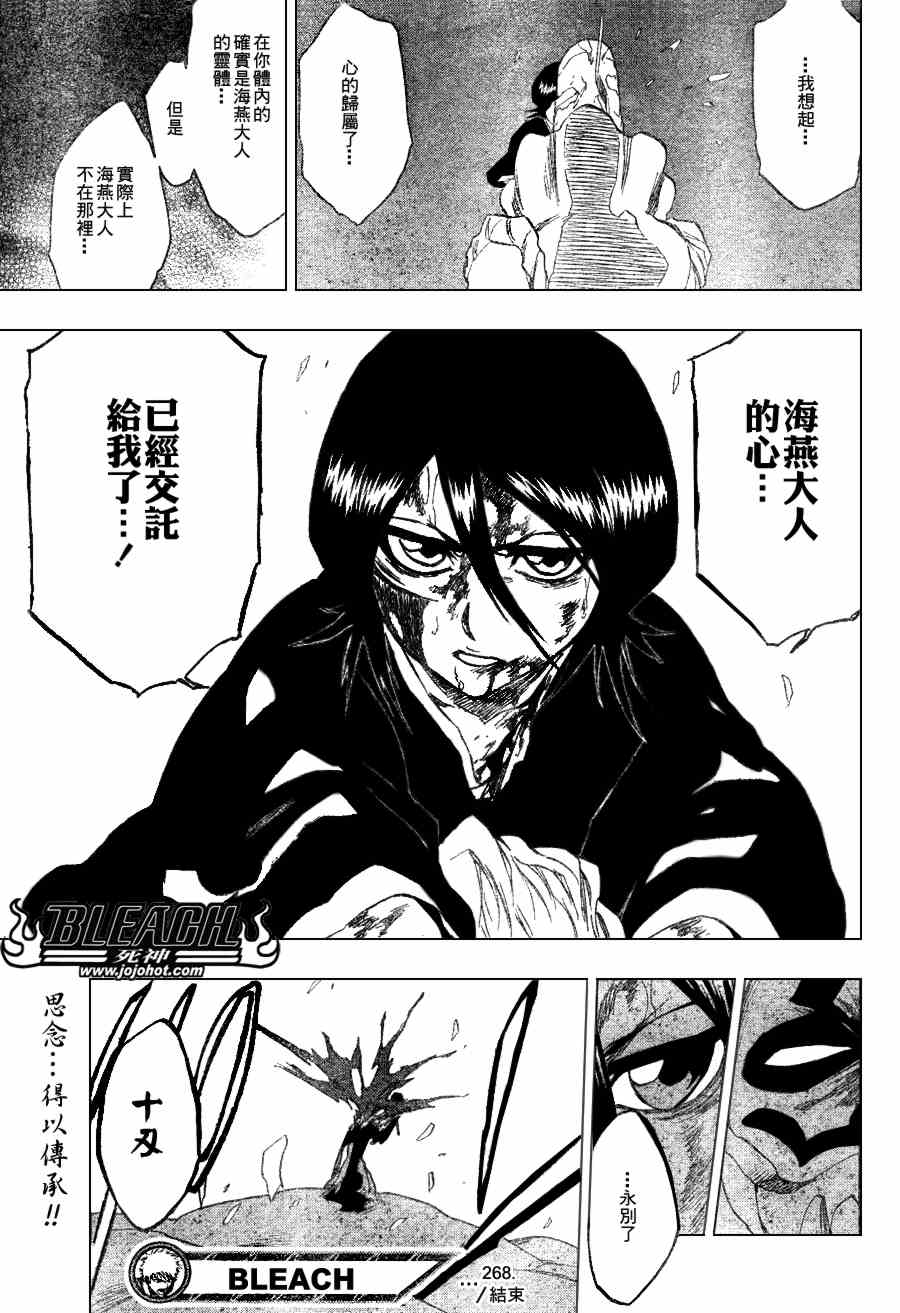 …我想起…
心的歸屬了…
在你體內的
確實是海燕大人
的靈體…
但是
實際上
海燕大人
不在那裡…
海燕大人
的心…
已經交託
給我了…！
BLEACH
死神
www.jojohot.com
…永別了
十刃
思念…得以傳承!!
BLEACH
268.
…/結束